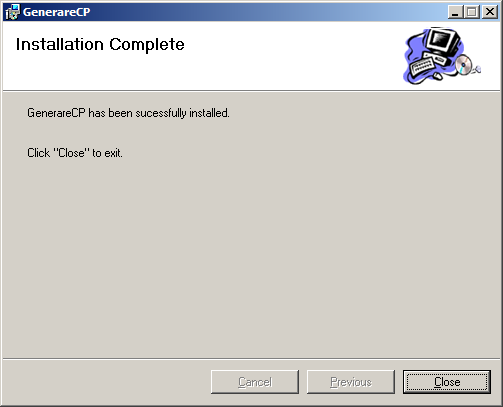 GenerareCP
Installation Complete
GenerareCP has been sucessfully installed.
Click "Close" to exit.
Cancel
Previous
Close